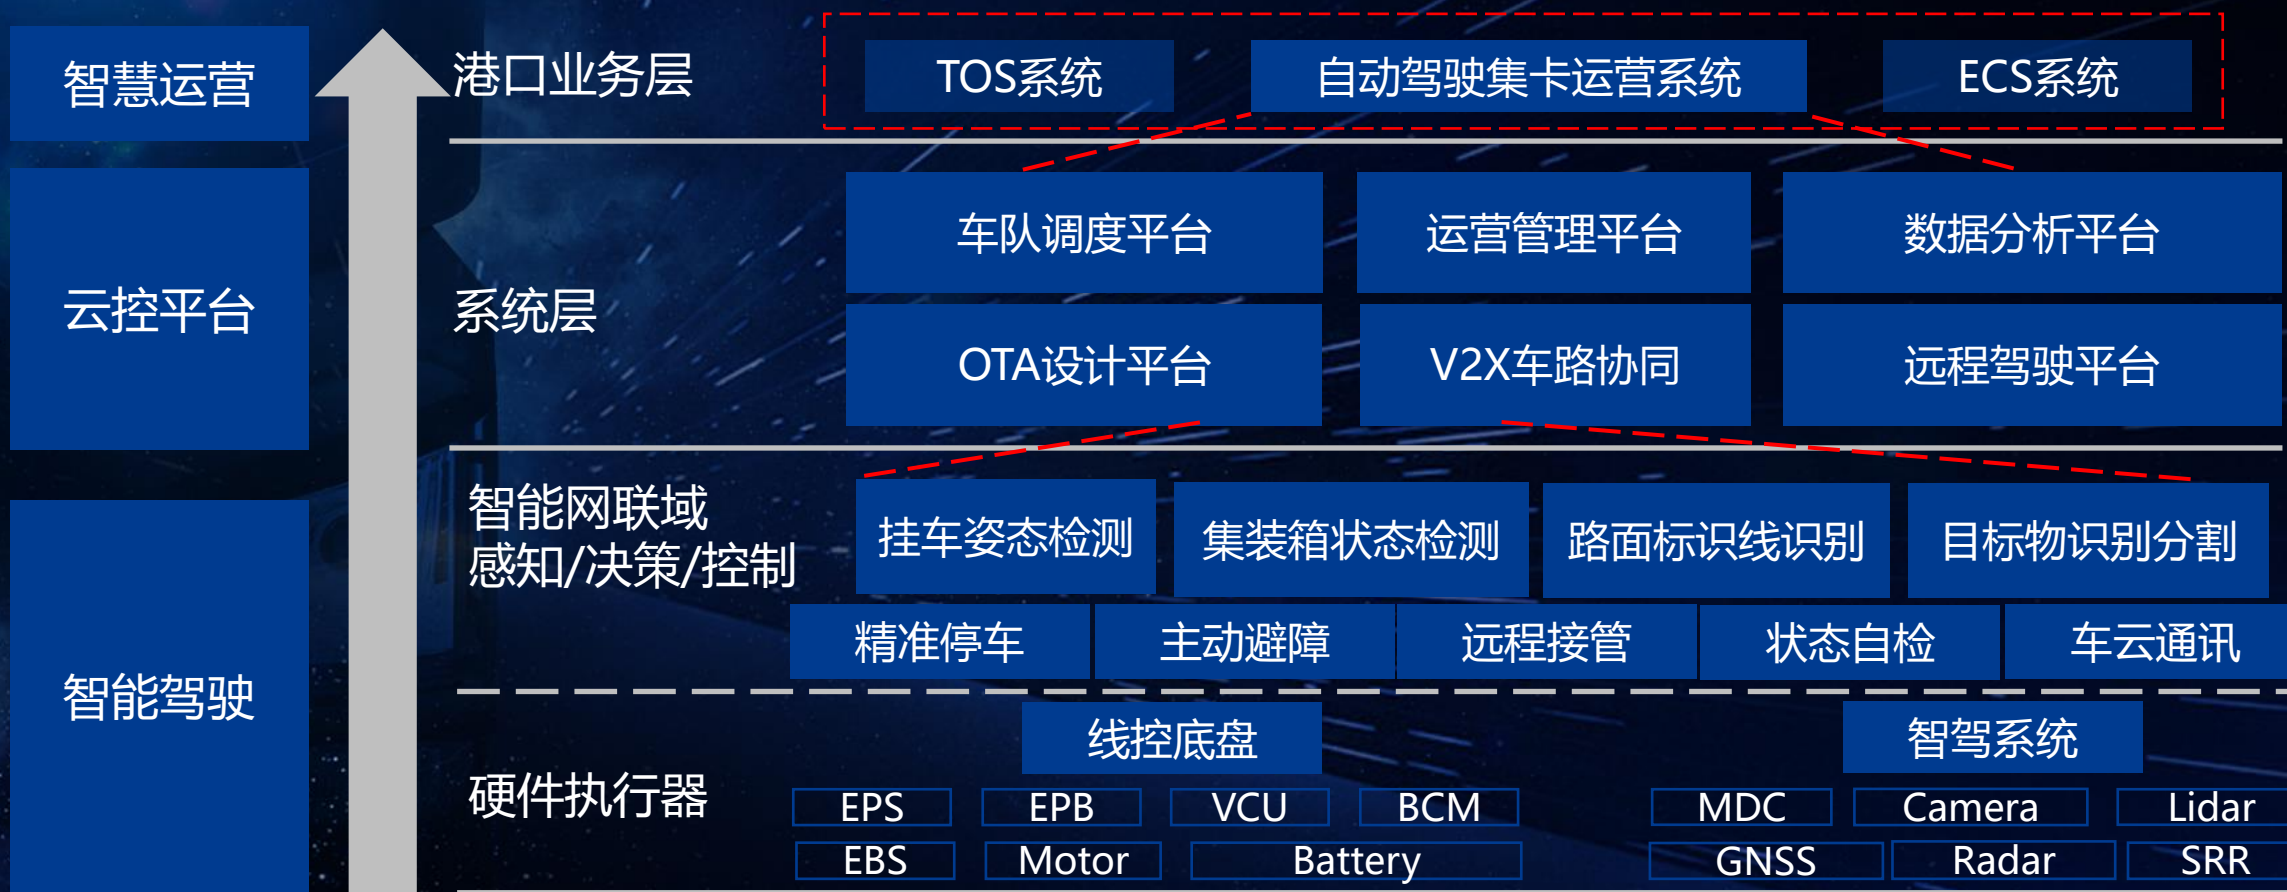 智慧运营
港口业务层
TOS系统
自动驾驶集卡运营系统
ECS系统
云控平台
系统层
车队调度平台
运营管理平台
数据分析平台
OTA设计平台
V2X车路协同
远程驾驶平台
智能驾驶
智能网联域
感知/决策/控制
挂车姿态检测
集装箱状态检测
路面标识线识别
目标物识别分割
精准停车
主动避障
远程接管
状态自检
车云通讯
硬件执行器
线控底盘
智驾系统
EPS
EPB
VCU
BCM
MDC
Camera
Lidar
EBS
Motor
Battery
GNSS
Radar
SRR